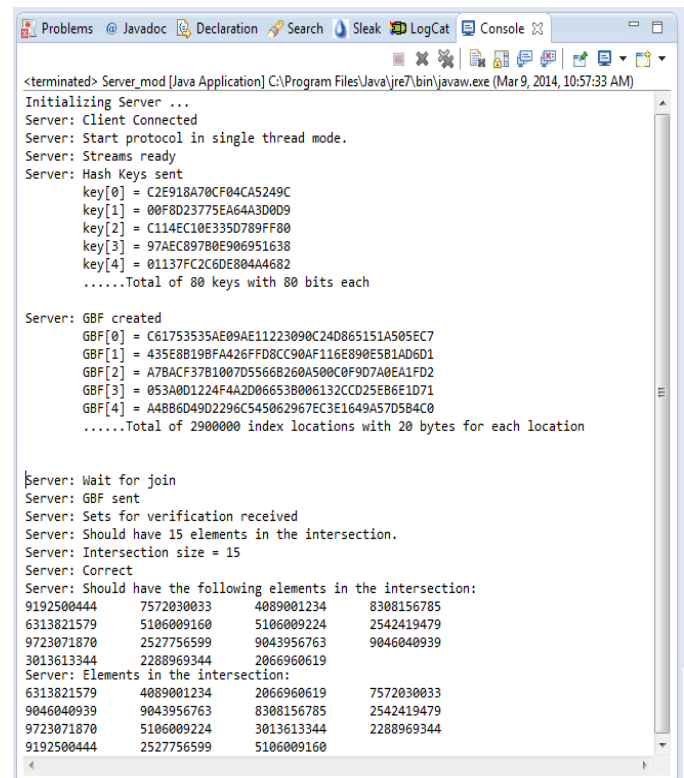 Problems @ Javadoc Declaration Search Sleak LogCat Console
<terminated> Server_mod [Java Application] C:\Program Files\Java\jre7\bin\javaw.exe (Mar 9, 2014, 10:57:33 AM)
Initializing Server ...
Server: Client Connected
Server: Start protocol in single thread mode.
Server: Streams ready
Server: Hash Keys sent
key[0] = C2E918A70CF04CA5249C
key[1] = 00F8D23775EA64A3D0D9
key[2] = C114EC10E335D789FF80
key[3] = 97AEC897B0E906951638
key[4] = 01137FC2C6DE804A4682
......Total of 80 keys with 80 bits each
Server: GBF created
GBF[0] = C61753535AE09AE11223090C24D865151A505EC7
GBF[1] = 435E8B19BFA426FFD8CC90AF116E890E5B1AD6D1
GBF[2] = A7BACF37B1007D5566B260A500C0F9D7A0EA1FD2
GBF[3] = 053A0D1224F4A2D06653B006132CCD25EB6E1D71
GBF[4] = A4BB6D49D2296C545062967EC3E1649A57D5B4C0
......Total of 2900000 index locations with 20 bytes for each location
Server: Wait for join
Server: GBF sent
Server: Sets for verification received
Server: Should have 15 elements in the intersection.
Server: Intersection size = 15
Server: Correct
Server: Should have the following elements in the intersection:
9192500444 7572030033 4089001234 8308156785
6313821579 5106009160 5106009224 2542419479
9723071870 2527756599 9043956763 9046040939
3013613344 2288969344 2066960619
Server: Elements in the intersection:
6313821579 4089001234 2066960619 7572030033
9046040939 9043956763 8308156785 2542419479
9723071870 5106009224 3013613344 2288969344
9192500444 2527756599 5106009160